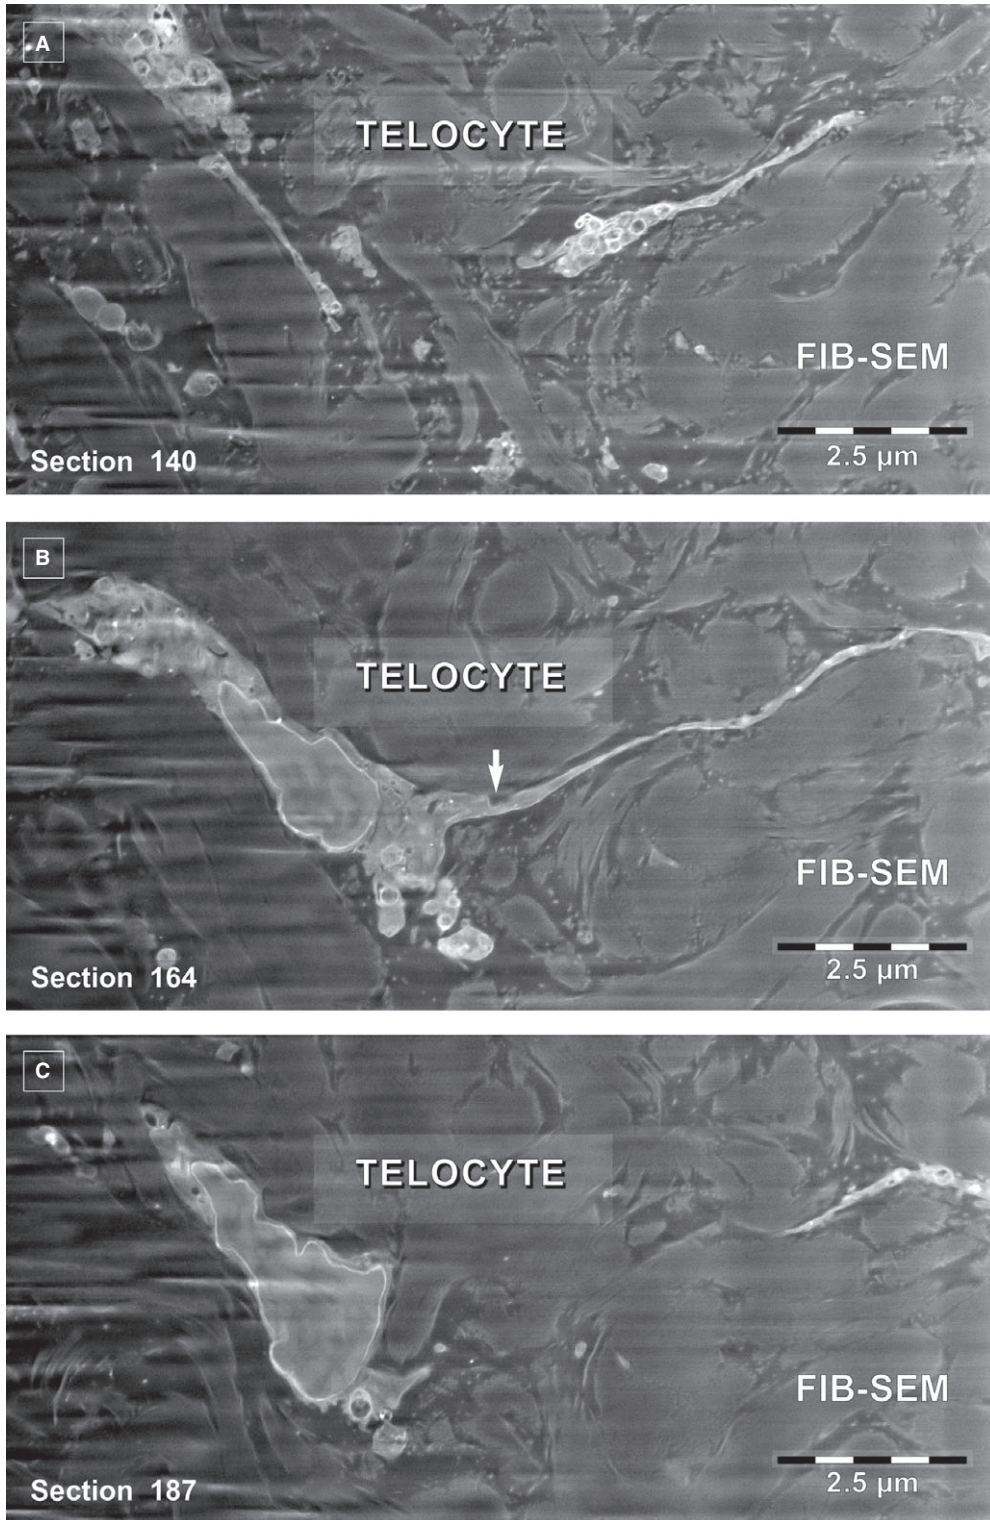 A
TELOCYTE
FIB-SEM
2.5 µm
Section 140
B
TELOCYTE
FIB-SEM
2.5 µm
Section 164
C
TELOCYTE
FIB-SEM
2.5 µm
Section 187